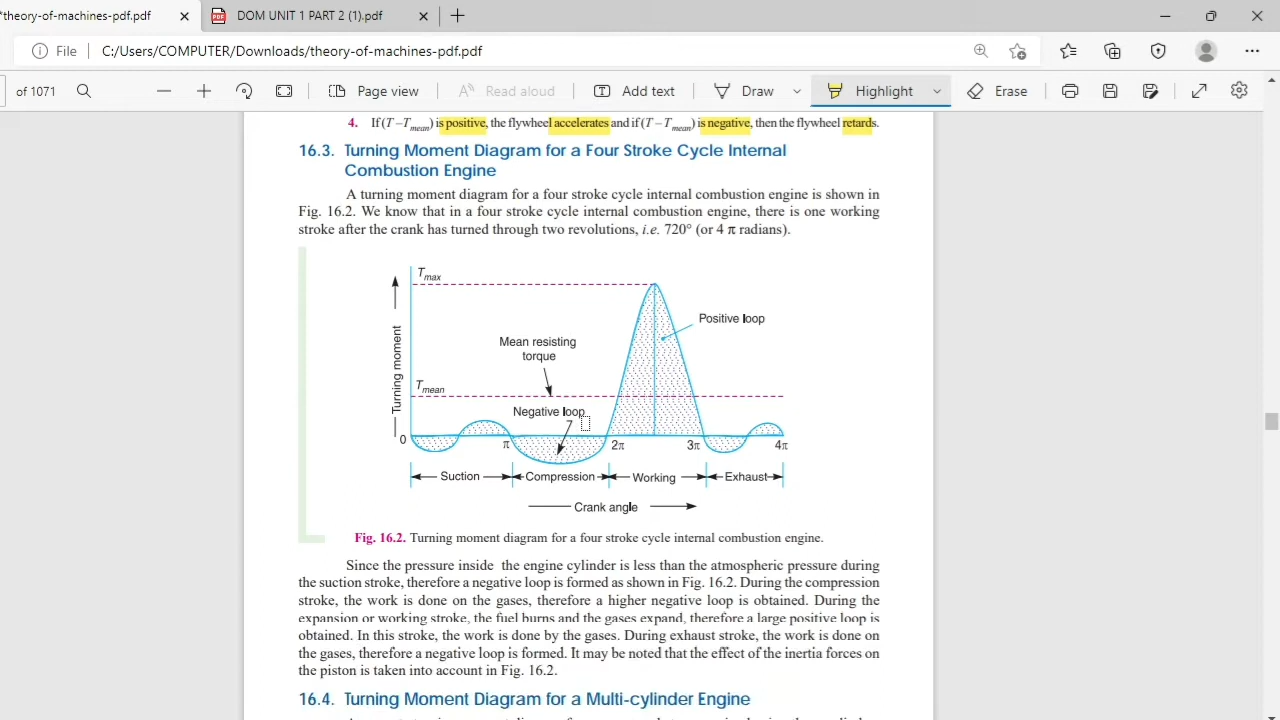 *theory-of-machines-pdf.pdf
DOM UNIT 1 PART 2 (1).pdf
File
C:/Users/COMPUTER/Downloads/theory-of-machines-pdf.pdf
of 1071
Page view
Read aloud
Add text
Draw
Highlight
Erase
4. If (T – Tmean) is positive, the flywheel accelerates and if (T – Tmean) is negative, then the flywheel retards.
16.3. Turning Moment Diagram for a Four Stroke Cycle Internal
Combustion Engine
A turning moment diagram for a four stroke cycle internal combustion engine is shown in
Fig. 16.2. We know that in a four stroke cycle internal combustion engine, there is one working
stroke after the crank has turned through two revolutions, i.e. 720° (or 4 π radians).
Tmax
Positive loop
Mean resisting
torque
Turning moment
Tmean
Negative loop
0
π
2π
3π
4π
Suction
Compression
Working
Exhaust
Crank angle
Fig. 16.2. Turning moment diagram for a four stroke cycle internal combustion engine.
Since the pressure inside the engine cylinder is less than the atmospheric pressure during
the suction stroke, therefore a negative loop is formed as shown in Fig. 16.2. During the compression
stroke, the work is done on the gases, therefore a higher negative loop is obtained. During the
expansion or working stroke, the fuel burns and the gases expand, therefore a large positive loop is
obtained. In this stroke, the work is done by the gases. During exhaust stroke, the work is done on
the gases, therefore a negative loop is formed. It may be noted that the effect of the inertia forces on
the piston is taken into account in Fig. 16.2.
16.4. Turning Moment Diagram for a Multi-cylinder Engine